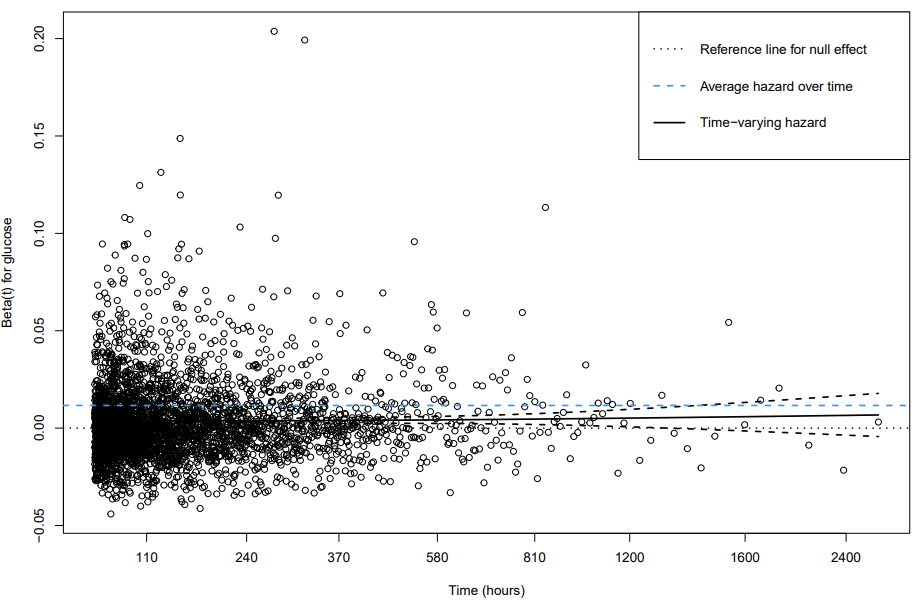 0.20
0.15
0.10
0.05
0.00
−0.05
Beta(t) for glucose
Reference line for null effect
Average hazard over time
Time−varying hazard
110 240 370 580 810 1200 1600 2400
Time (hours)